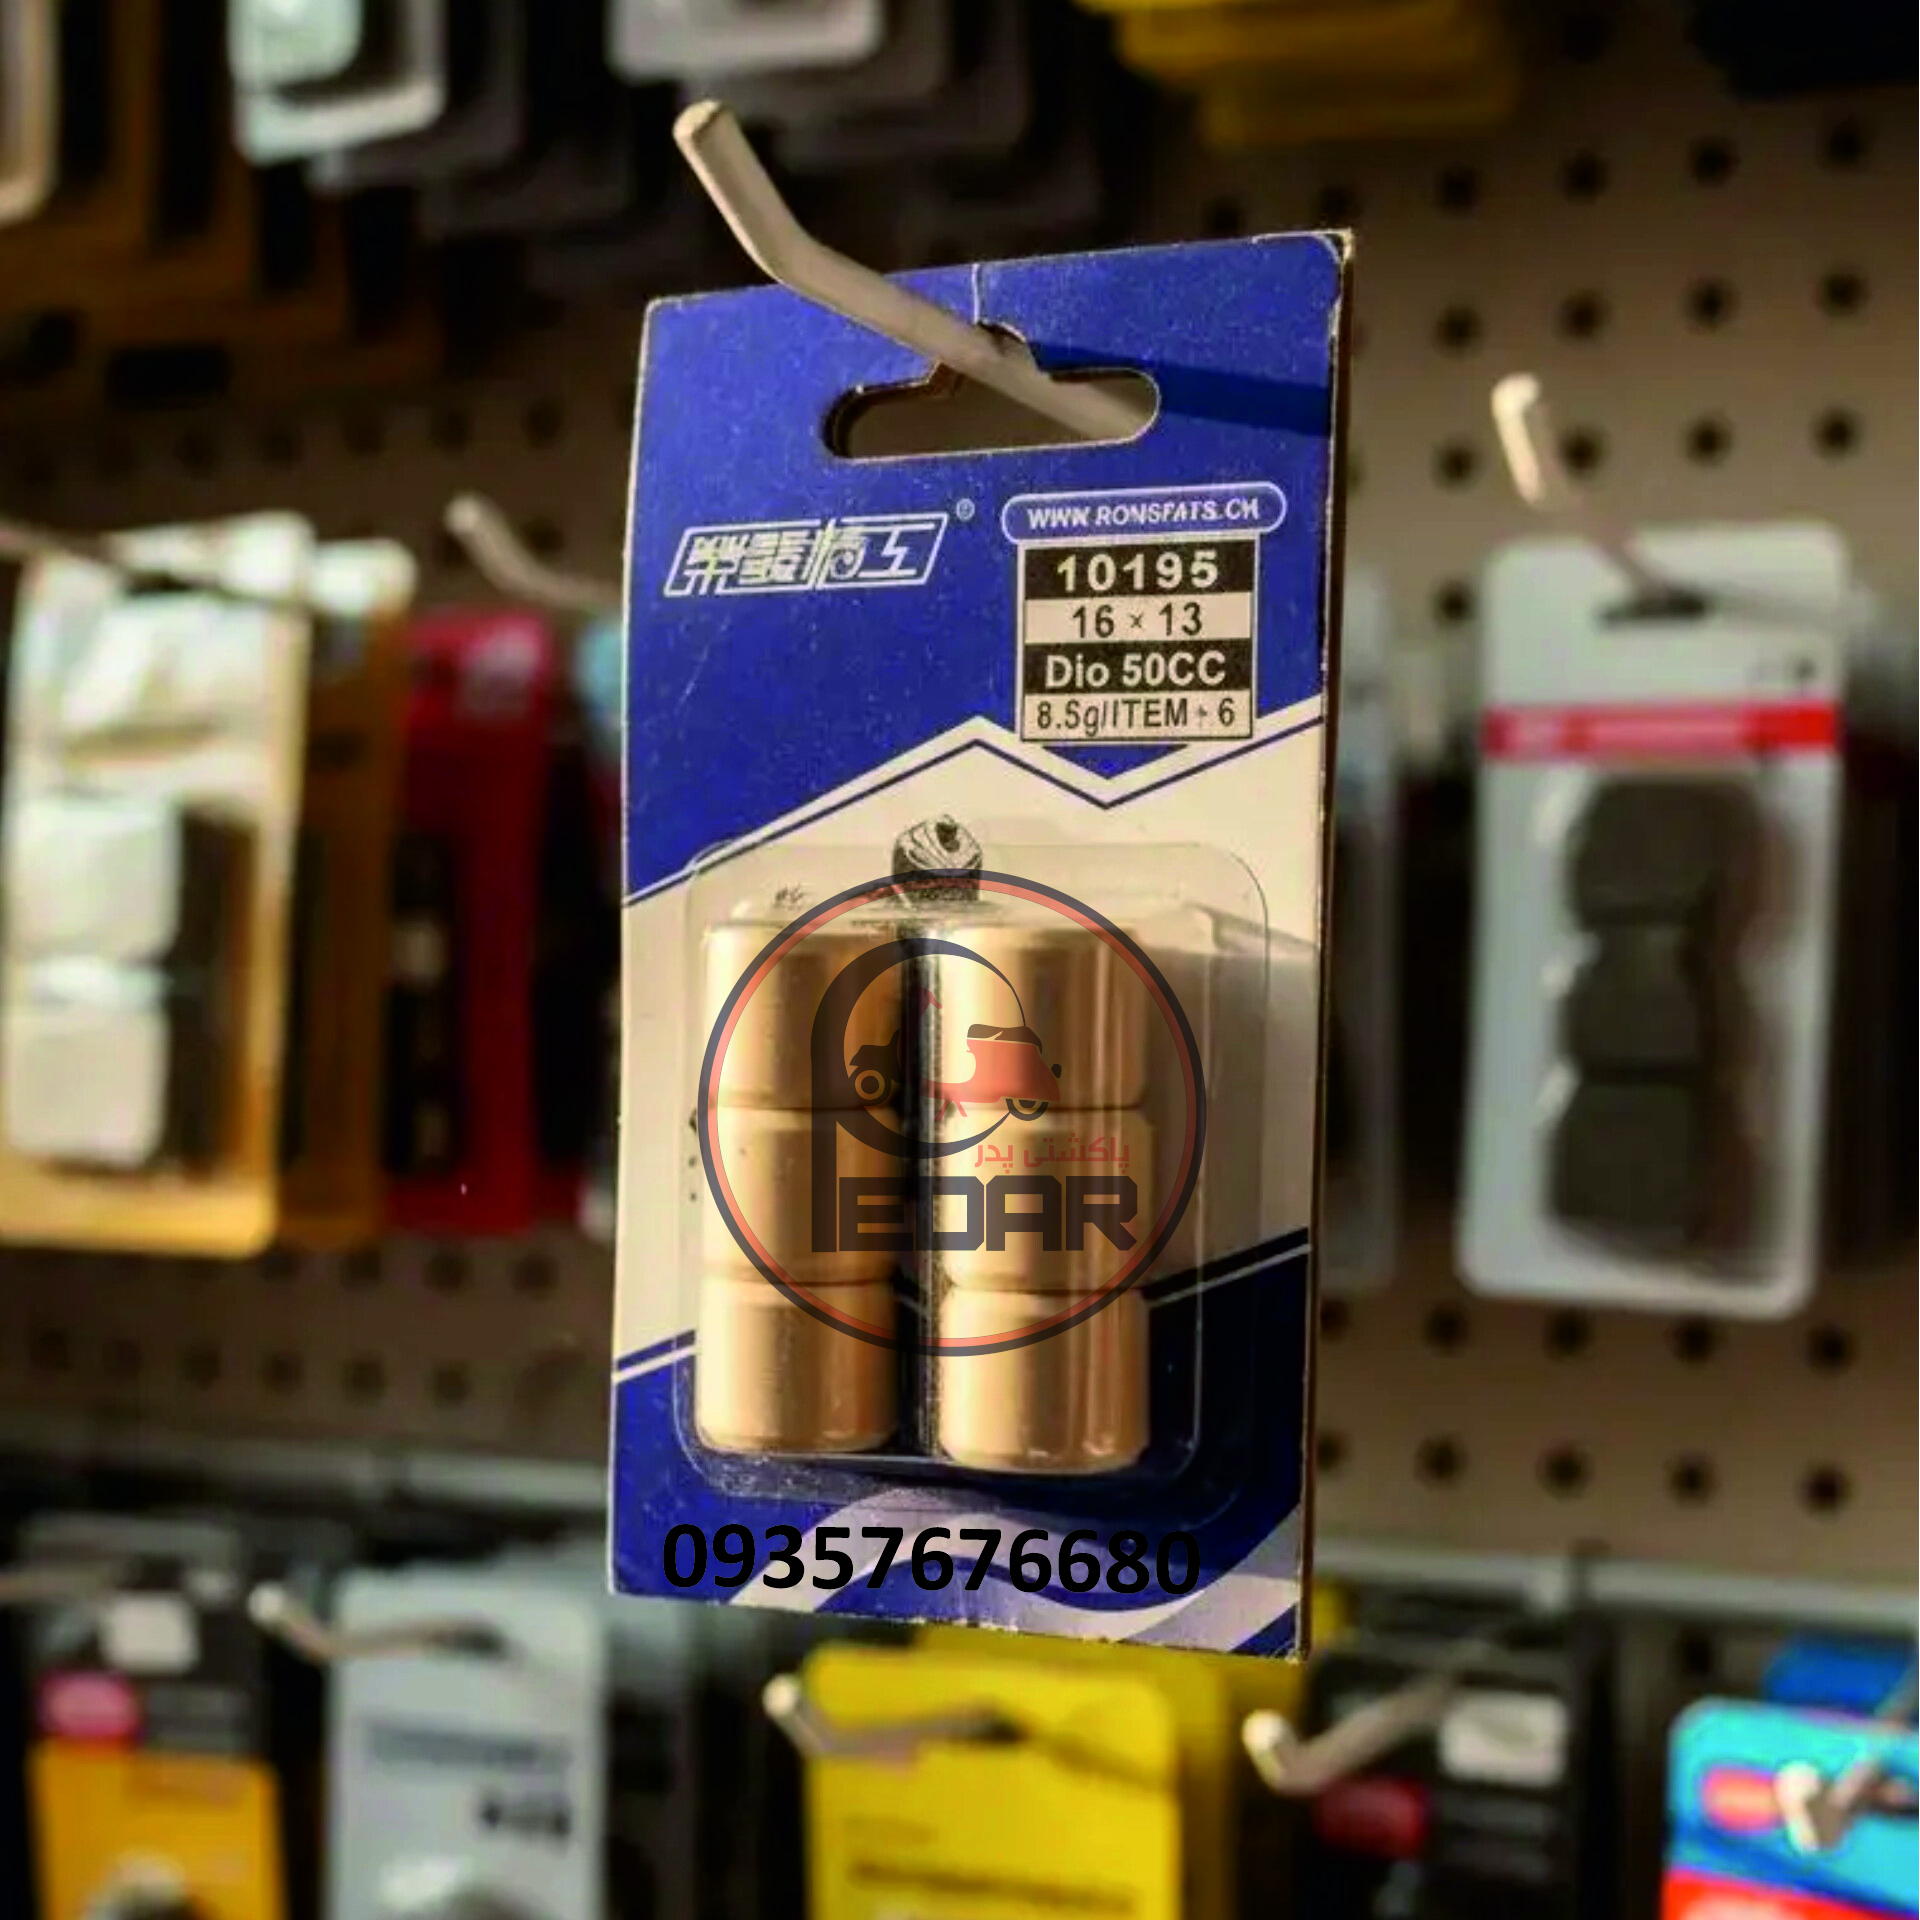 ®
WWW.RONSPATS.CH
10195
16 × 13
Dio 50CC
8.5g/ITEM ÷ 6
پاکشتی پدر
PEDAR
09357676680